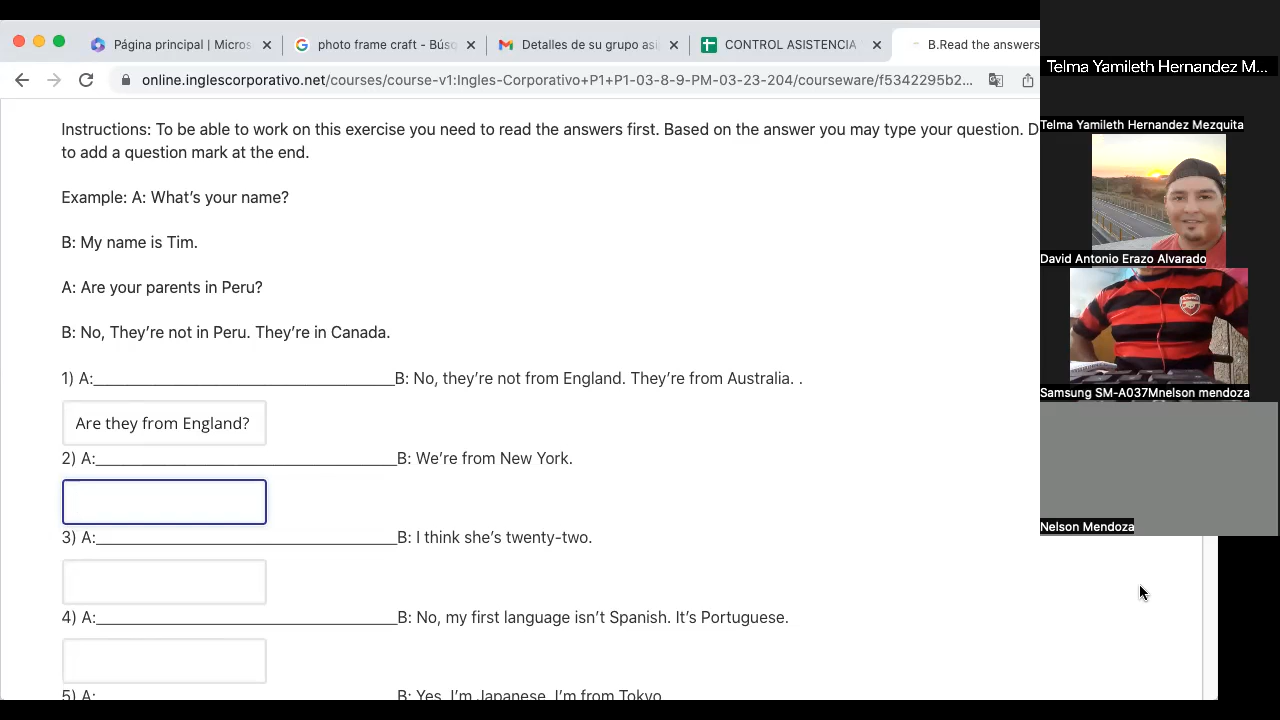 Página principal | Micros
photo frame craft - Búsq
Detalles de su grupo asi
CONTROL ASISTENCIA
B.Read the answers
Telma Yamileth Hernandez M...
online.inglescorporativo.net/courses/course-v1:Ingles-Corporativo+P1+P1-03-8-9-PM-03-23-204/courseware/f5342295b2...
Telma Yamileth Hernandez Mezquita
Instructions: To be able to work on this exercise you need to read the answers first. Based on the answer you may type your question. D
to add a question mark at the end.
Example: A: What's your name?
B: My name is Tim.
David Antonio Erazo Alvarado
A: Are your parents in Peru?
B: No, They're not in Peru. They're in Canada.
1) A:__________________________________B: No, they're not from England. They're from Australia. .
Samsung SM-A037Mnelson mendoza
Are they from England?
2) A:__________________________________B: We're from New York.
Nelson Mendoza
3) A:__________________________________B: I think she's twenty-two.
4) A:__________________________________B: No, my first language isn't Spanish. It's Portuguese.
5) A:__________________________________B: Yes, I'm Japanese. I'm from Tokyo